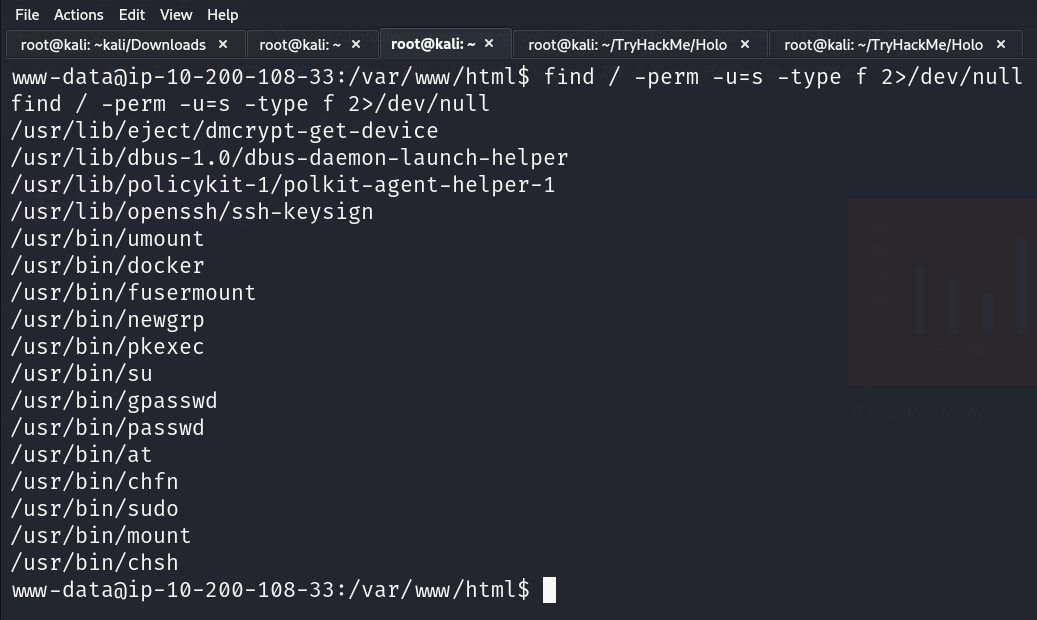 File Actions Edit View Help
root@kali: ~kali/Downloads × root@kali: ~ × root@kali: ~ × root@kali: ~/TryHackMe/Holo × root@kali: ~/TryHackMe/Holo ×
www-data@ip-10-200-108-33:/var/www/html$ find / -perm -u=s -type f 2>/dev/null
find / -perm -u=s -type f 2>/dev/null
/usr/lib/eject/dmcrypt-get-device
/usr/lib/dbus-1.0/dbus-daemon-launch-helper
/usr/lib/policykit-1/polkit-agent-helper-1
/usr/lib/openssh/ssh-keysign
/usr/bin/umount
/usr/bin/docker
/usr/bin/fusermount
/usr/bin/newgrp
/usr/bin/pkexec
/usr/bin/su
/usr/bin/gpasswd
/usr/bin/passwd
/usr/bin/at
/usr/bin/chfn
/usr/bin/sudo
/usr/bin/mount
/usr/bin/chsh
www-data@ip-10-200-108-33:/var/www/html$